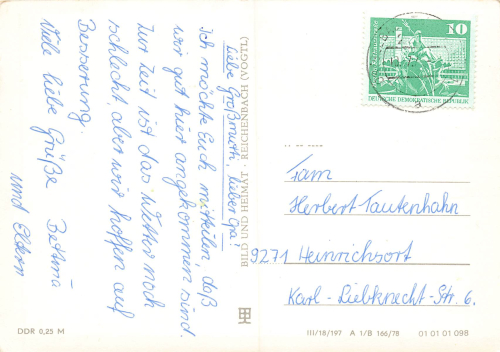 Liebe Großmutti, lieber Opa!
Ich möchte Euch mitteilen, daß
wir gut hier angekommen sind.
Zur Zeit ist das Wetter noch
schlecht, aber wir hoffen auf
Besserung.
Viele liebe Grüße Bettina
und Eltern
BILD UND HEIMAT · REICHENBACH (VOGTL)
DDR 0,25 M
10
DEUTSCHE DEMOKRATISCHE REPUBLIK
Fam
Herbert Tautenhahn
9271 Heinrichsort
Karl-Liebknecht-Str. 6.
III/18/197 A 1/B 160/78 01 01 01 098